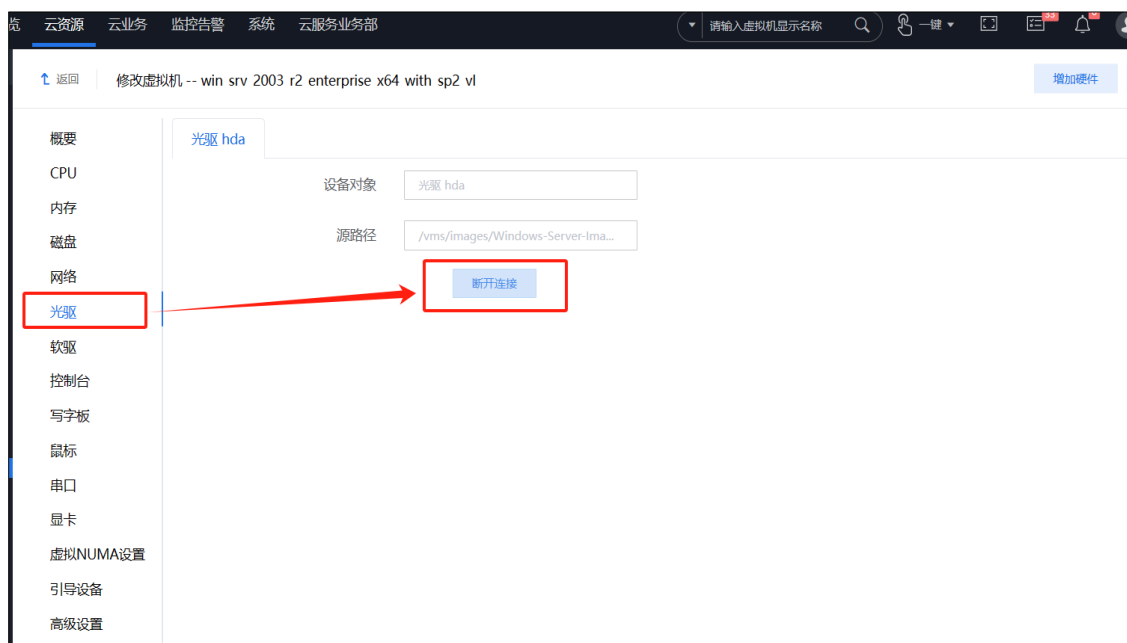 览 云资源 云业务 监控告警 系统 云服务业务部 请输入虚拟机显示名称 一键 33
返回 修改虚拟机 -- win srv 2003 r2 enterprise x64 with sp2 vl 增加硬件
概要
光驱 hda
CPU
设备对象 光驱 hda
内存
源路径 /vms/images/Windows-Server-Ima...
磁盘
网络
断开连接
光驱
软驱
控制台
写字板
鼠标
串口
显卡
虚拟NUMA设置
引导设备
高级设置